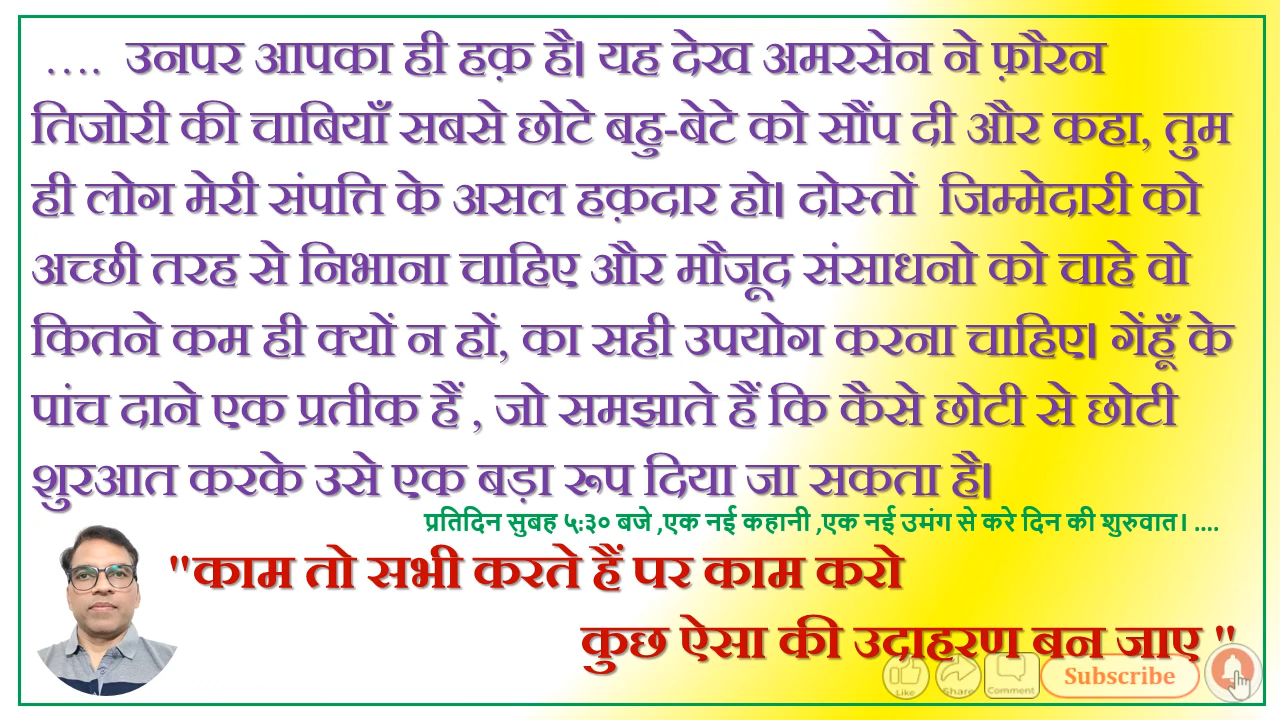 .... उनपर आपका ही हक़ है। यह देख अमरसेन ने फ़ौरन
तिजोरी की चाबियाँ सबसे छोटे बहु-बेटे को सौंप दी और कहा, तुम
ही लोग मेरी संपत्ति के असल हक़दार हो। दोस्तों जिम्मेदारी को
अच्छी तरह से निभाना चाहिए और मौजूद संसाधनो को चाहे वो
कितने कम ही क्यों न हों, का सही उपयोग करना चाहिए। गेंहूँ के
पांच दाने एक प्रतीक हैं , जो समझाते हैं कि कैसे छोटी से छोटी
शुरआत करके उसे एक बड़ा रूप दिया जा सकता है।
प्रतिदिन सुबह ५:३० बजे ,एक नई कहानी ,एक नई उमंग से करे दिन की शुरुवात। ....
"काम तो सभी करते हैं पर काम करो
कुछ ऐसा की उदाहरण बन जाए "
Like Share Comment Subscribe